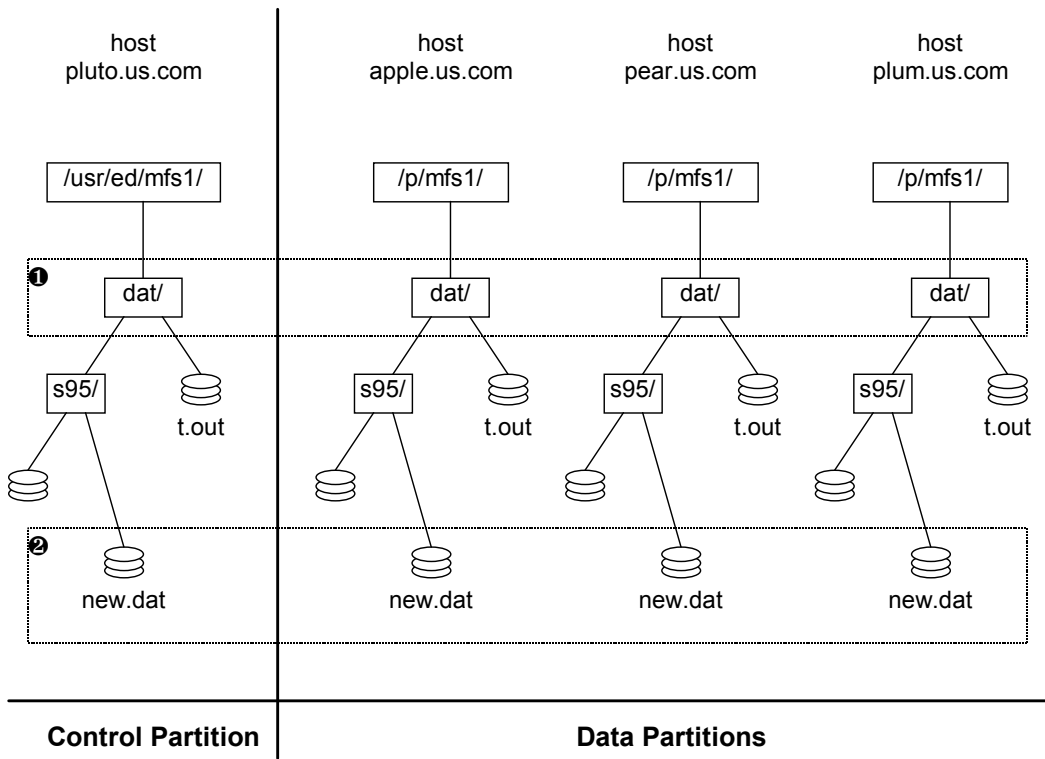 host
pluto.us.com
host
apple.us.com
host
pear.us.com
host
plum.us.com
/usr/ed/mfs1/
/p/mfs1/
/p/mfs1/
/p/mfs1/
❶
dat/
dat/
dat/
dat/
s95/
t.out
s95/
t.out
s95/
t.out
s95/
t.out
❷
new.dat
new.dat
new.dat
new.dat
Control Partition
Data Partitions